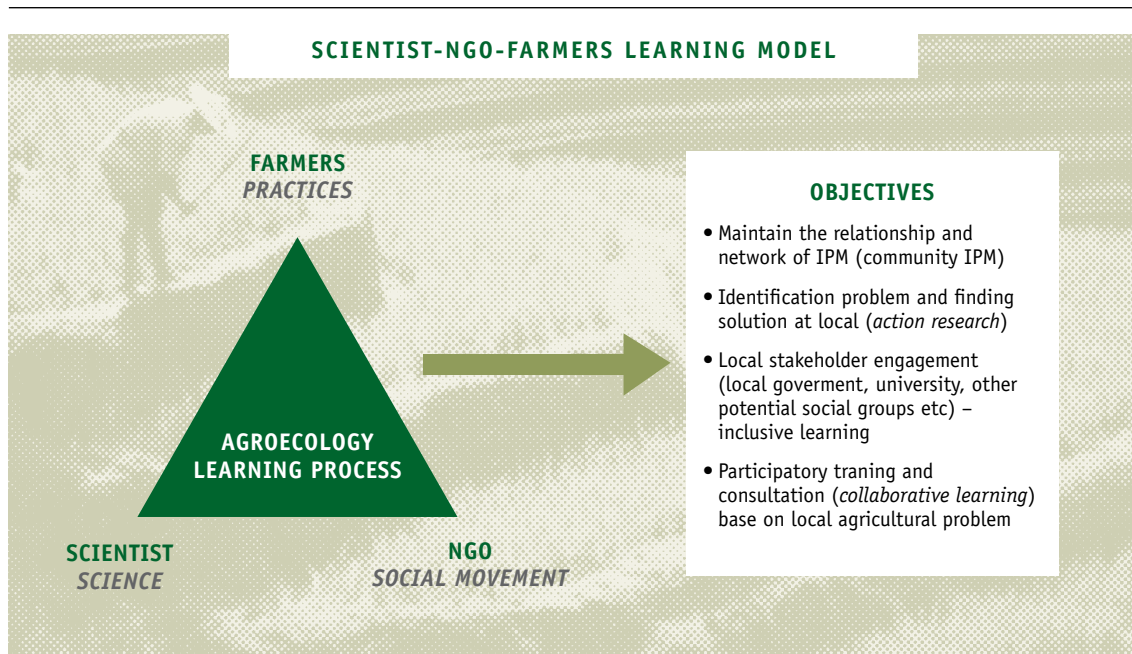 SCIENTIST-NGO-FARMERS LEARNING MODEL
FARMERS
PRACTICES
AGROECOLOGY
LEARNING PROCESS
SCIENTIST
SCIENCE
NGO
SOCIAL MOVEMENT
OBJECTIVES
• Maintain the relationship and
network of IPM (community IPM)
• Identification problem and finding
solution at local (action research)
• Local stakeholder engagement
(local goverment, university, other
potential social groups etc) –
inclusive learning
• Participatory traning and
consultation (collaborative learning)
base on local agricultural problem